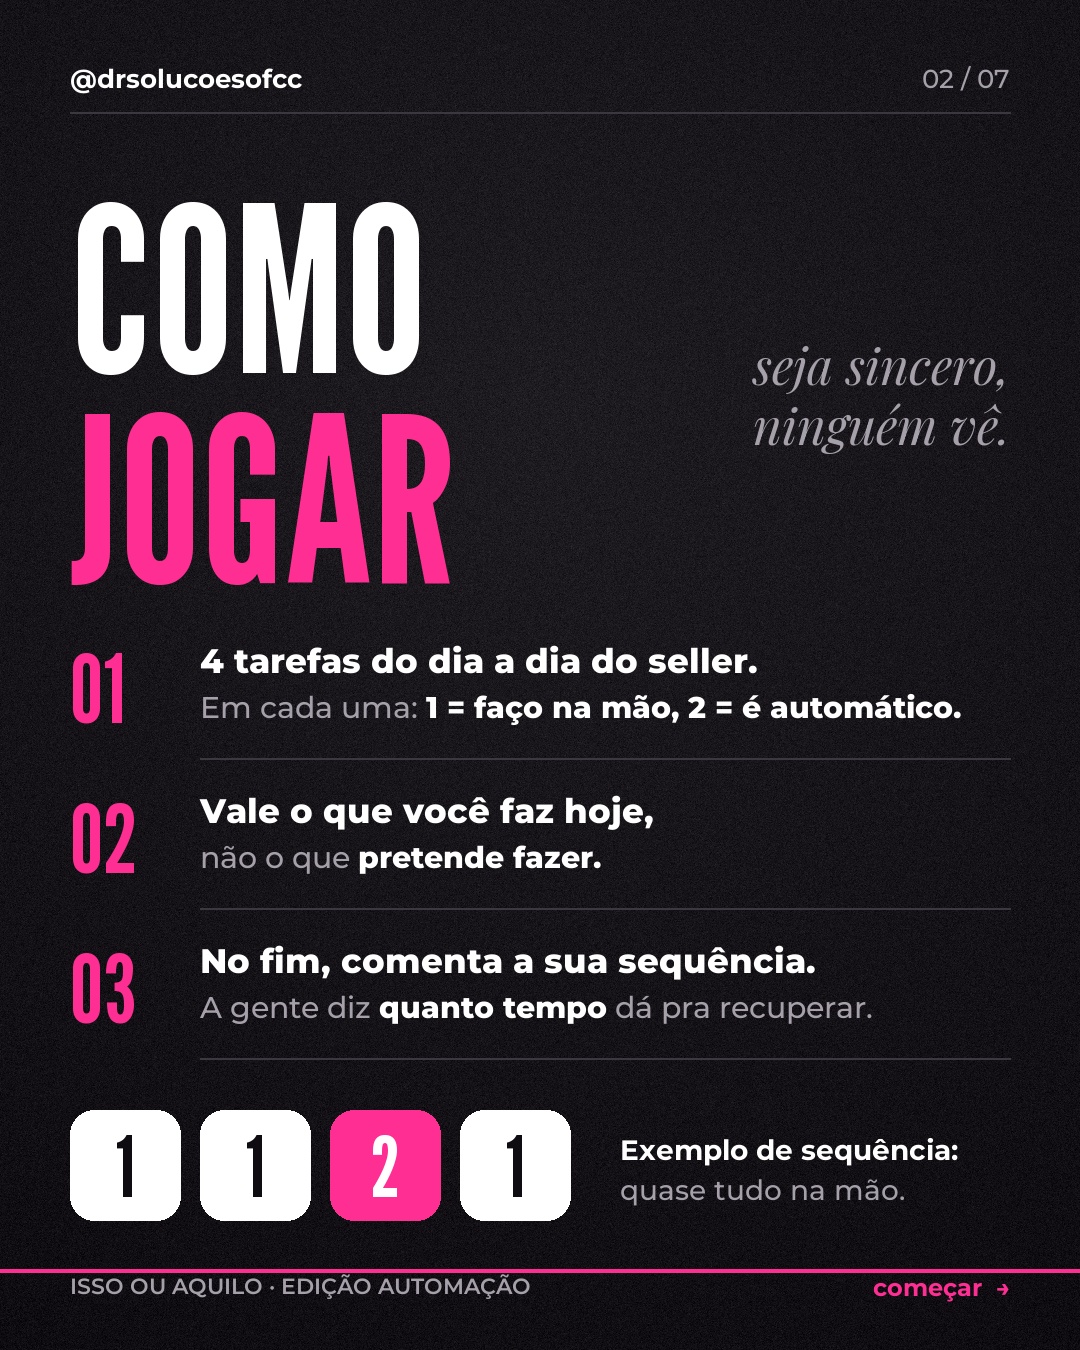 @drsolucoesofcc
02 / 07
COMO
JOGAR
seja sincero,
ninguém vê.
01
4 tarefas do dia a dia do seller.
Em cada uma: 1 = faço na mão, 2 = é automático.
02
Vale o que você faz hoje,
não o que pretende fazer.
03
No fim, comenta a sua sequência.
A gente diz quanto tempo dá pra recuperar.
1 1 2 1
Exemplo de sequência:
quase tudo na mão.
ISSO OU AQUILO · EDIÇÃO AUTOMAÇÃO
começar →